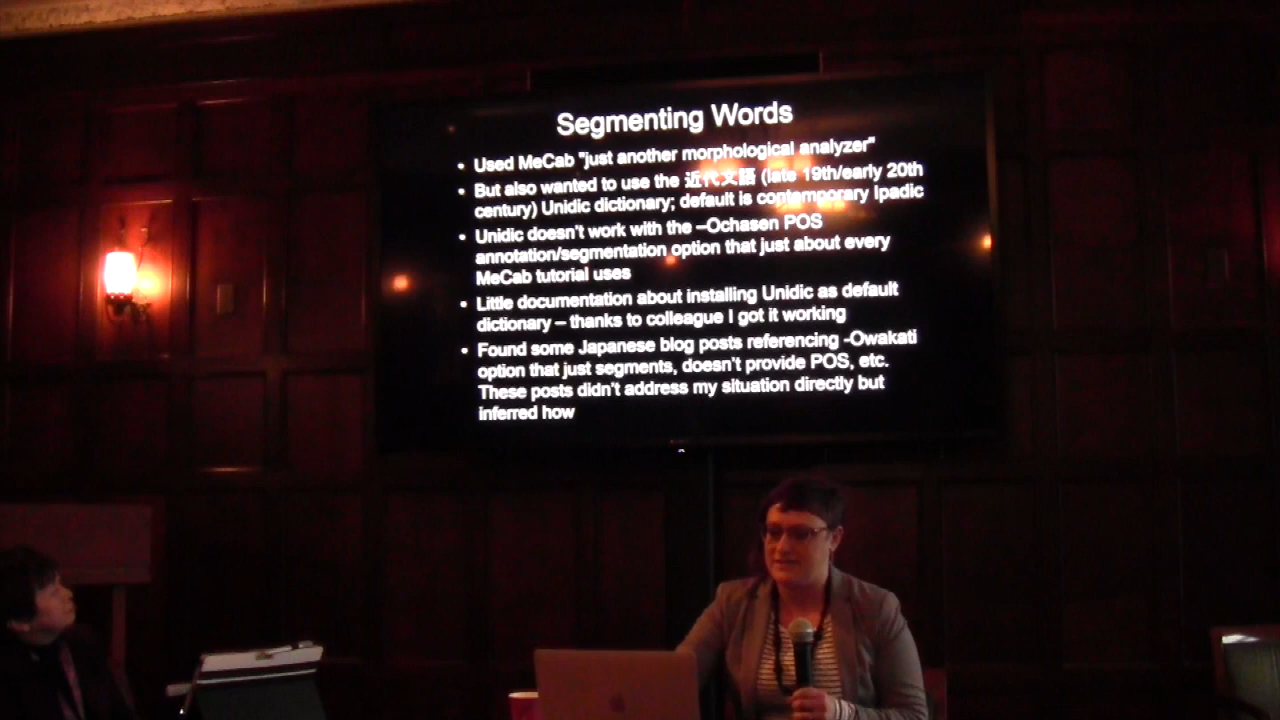 Segmenting Words
• Used MeCab "just another morphological analyzer"
• But also wanted to use the 近代文語 (late 19th/early 20th
century) Unidic dictionary; default is contemporary Ipadic
• Unidic doesn't work with the –Ochasen POS
annotation/segmentation option that just about every
MeCab tutorial uses
• Little documentation about installing Unidic as default
dictionary – thanks to colleague I got it working
• Found some Japanese blog posts referencing -Owakati
option that just segments, doesn't provide POS, etc.
These posts didn't address my situation directly but
inferred how